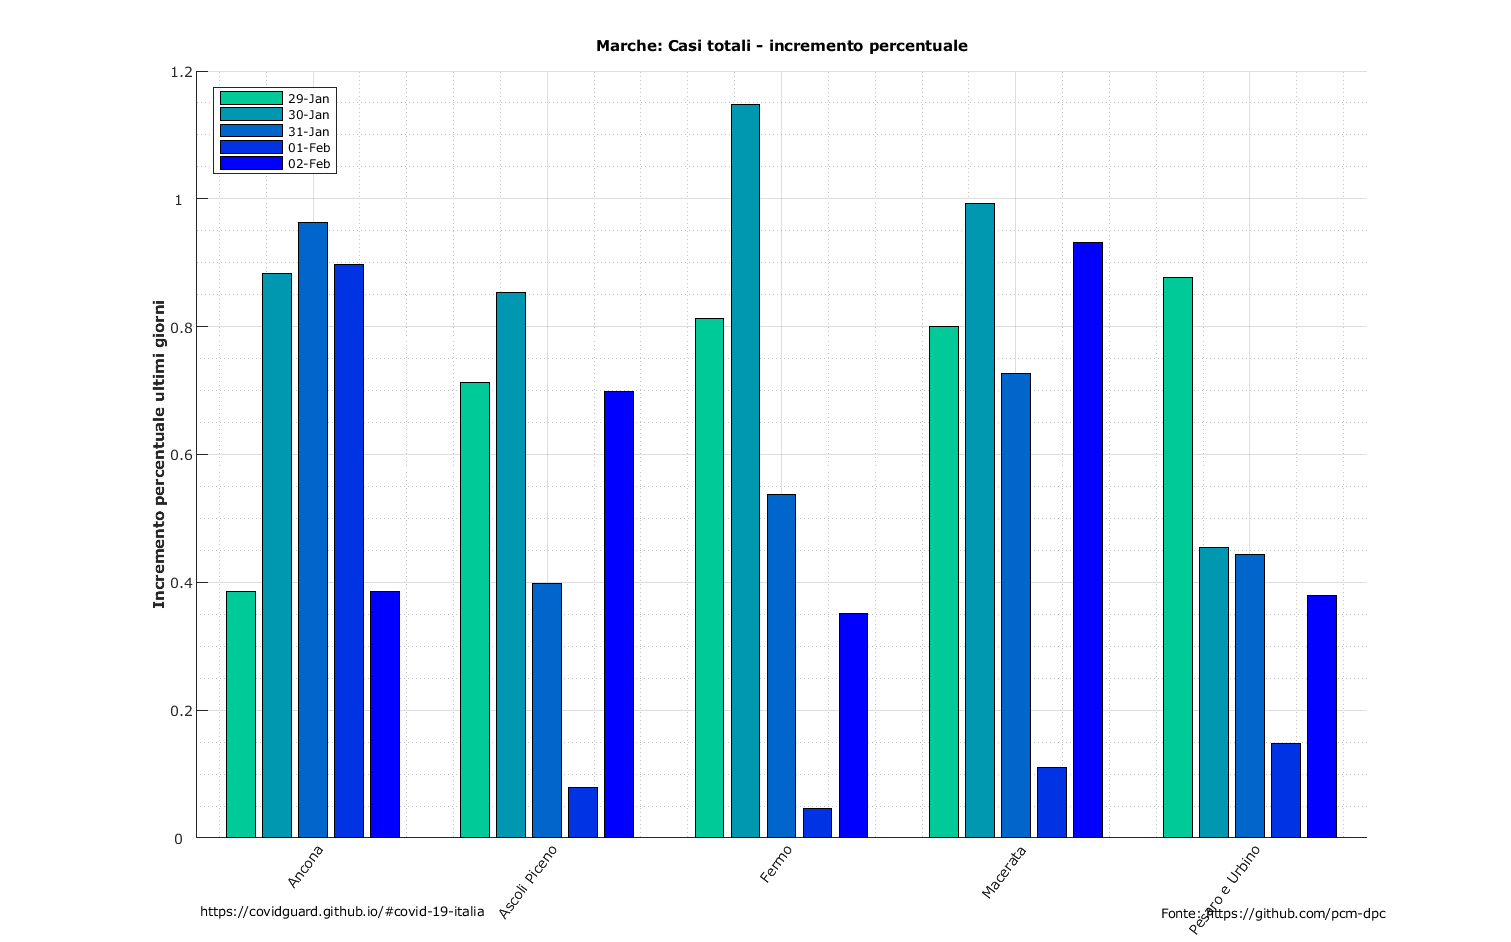 Marche: Casi totali - incremento percentuale
Incremento percentuale ultimi giorni
1.2
1
0.8
0.6
0.4
0.2
0
29-Jan
30-Jan
31-Jan
01-Feb
02-Feb
Ancona
Ascoli Piceno
Fermo
Macerata
Pesaro e Urbino
https://covidguard.github.io/#covid-19-italia
Fonte: https://github.com/pcm-dpc